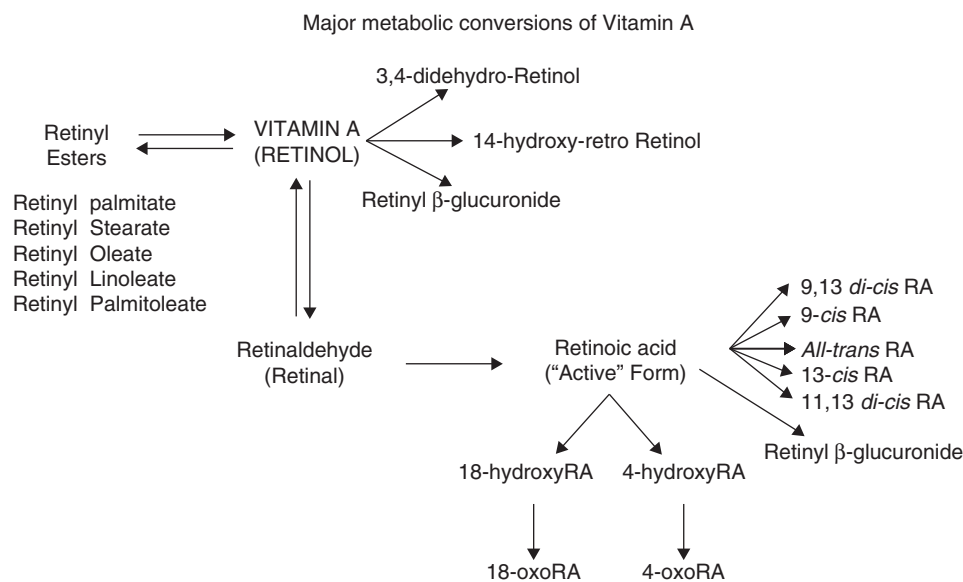 Major metabolic conversions of Vitamin A
3,4-didehydro-Retinol
Retinyl
Esters
VITAMIN A
(RETINOL)
14-hydroxy-retro Retinol
Retinyl β-glucuronide
Retinyl palmitate
Retinyl Stearate
Retinyl Oleate
Retinyl Linoleate
Retinyl Palmitoleate
Retinaldehyde
(Retinal)
Retinoic acid
("Active" Form)
9,13 di-cis RA
9-cis RA
All-trans RA
13-cis RA
11,13 di-cis RA
Retinyl β-glucuronide
18-hydroxyRA
4-hydroxyRA
18-oxoRA
4-oxoRA